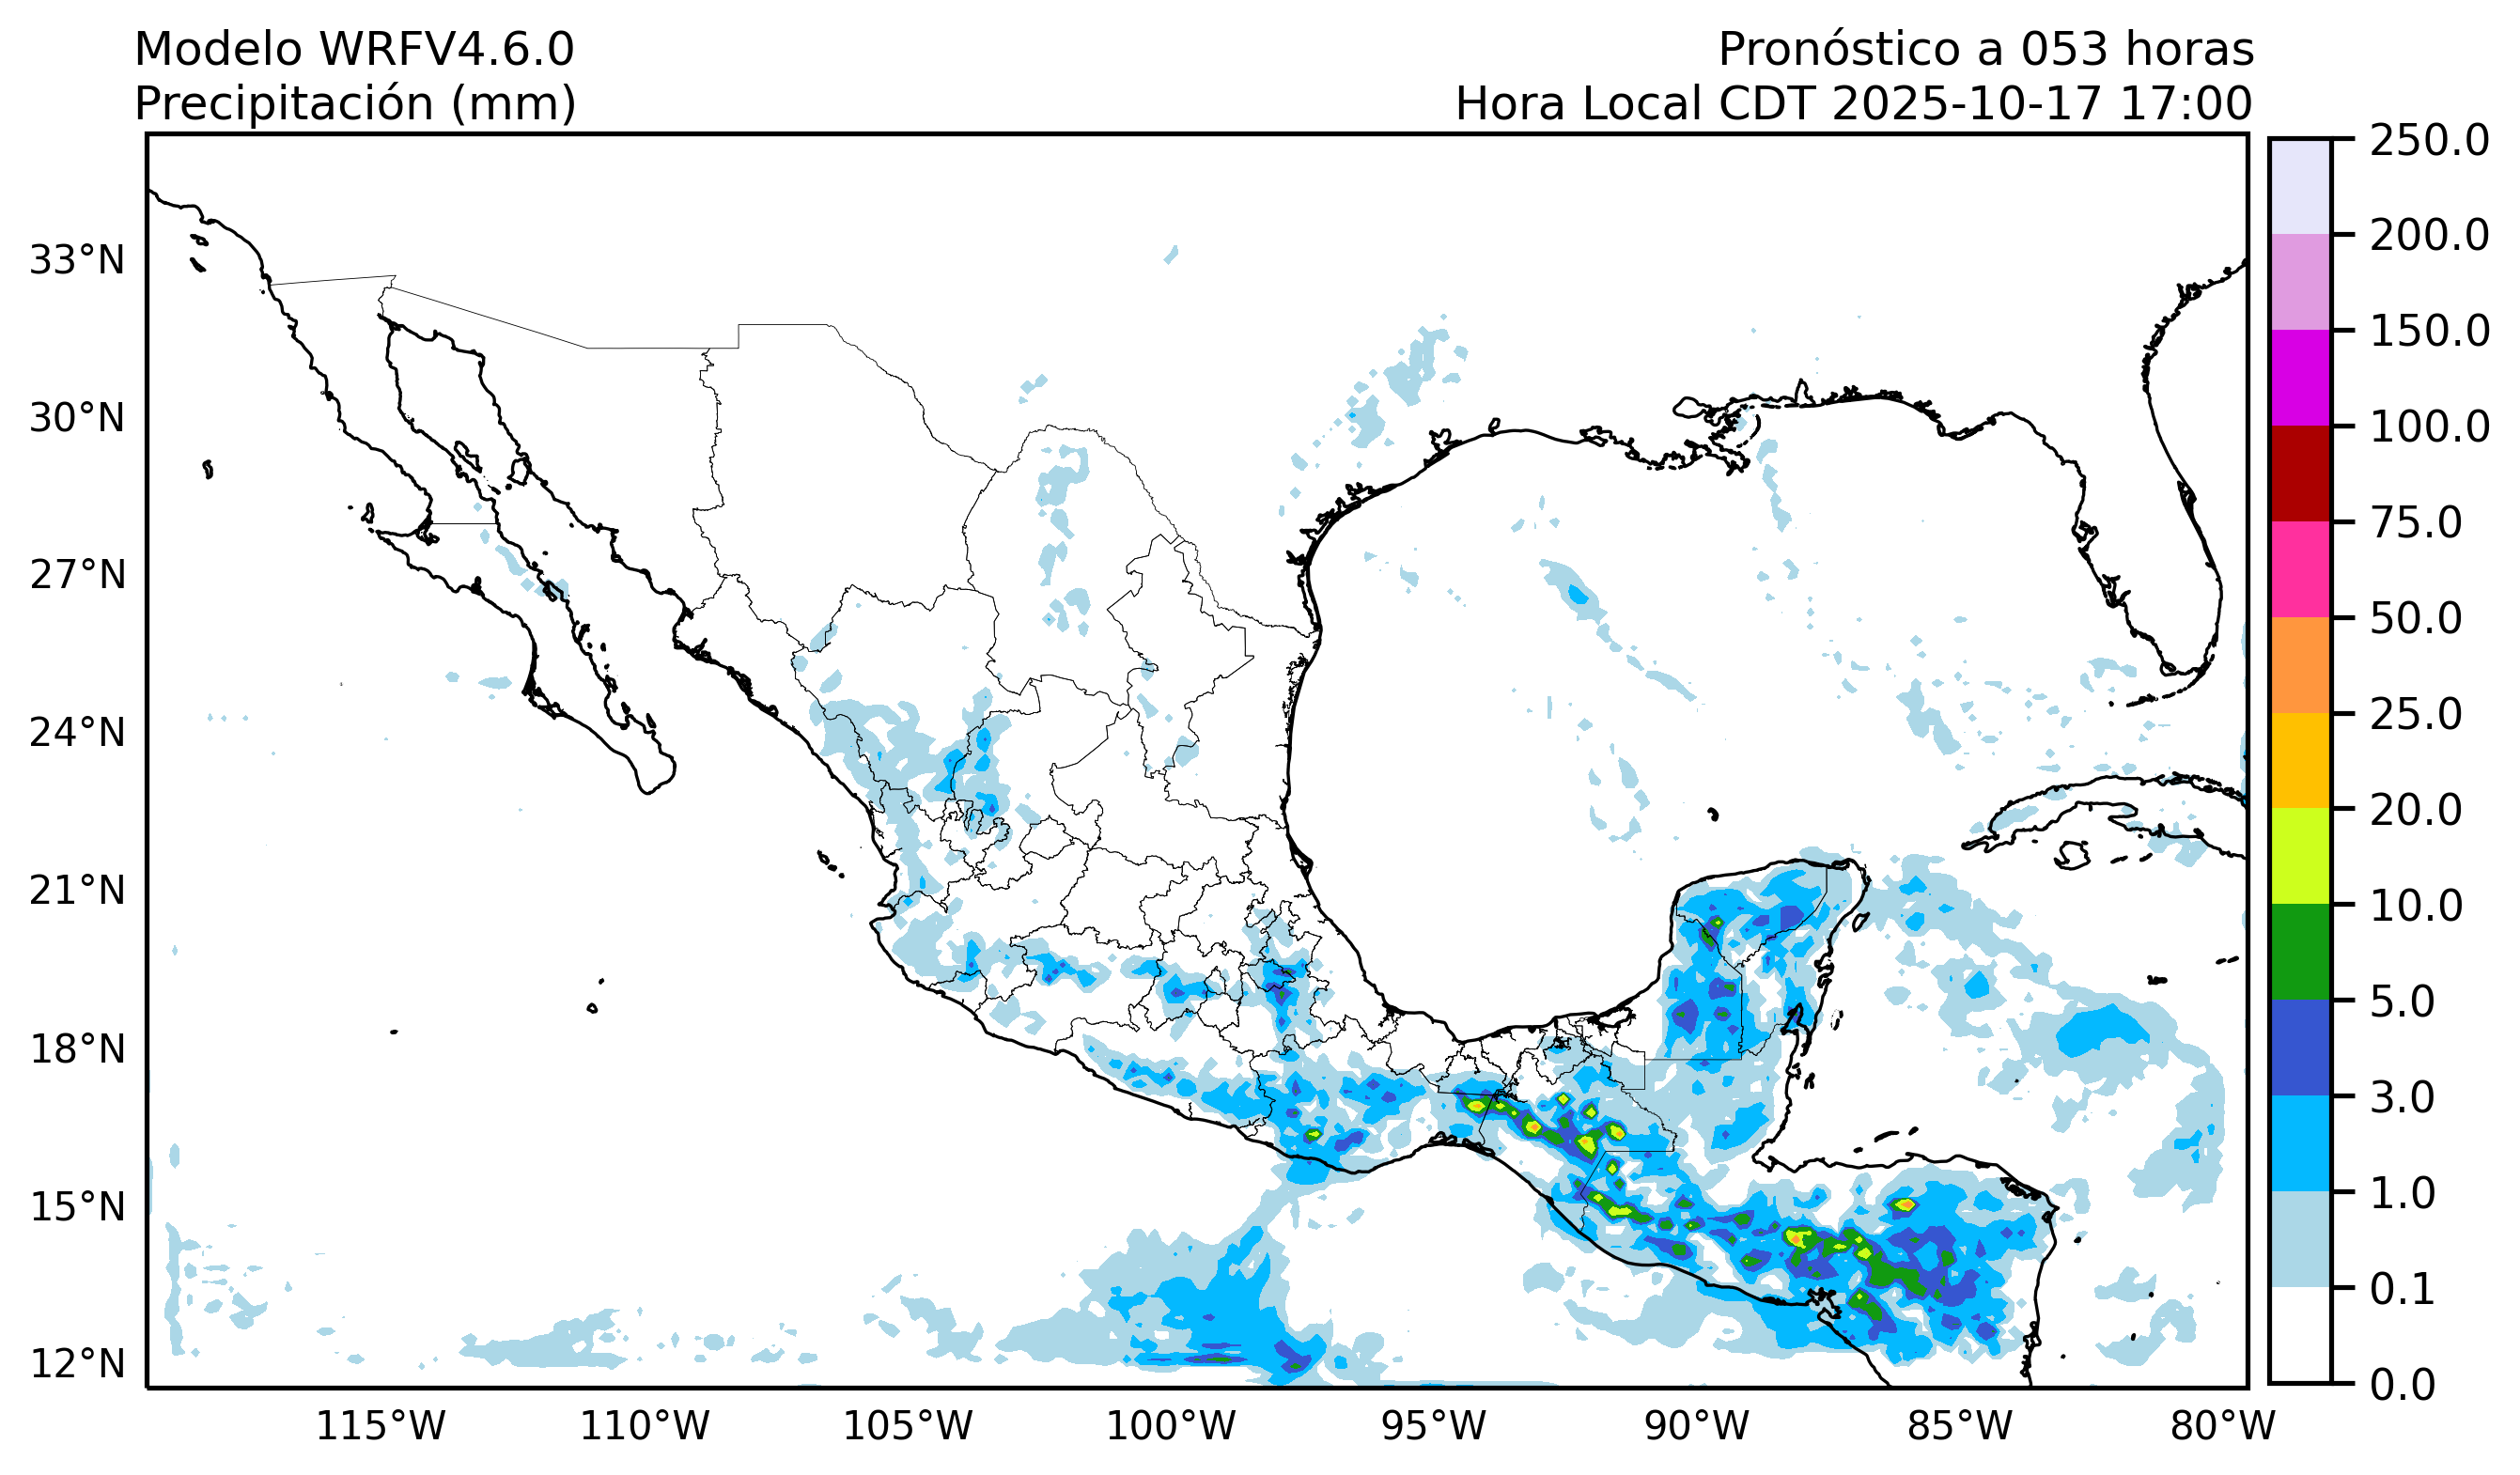 Modelo WRFV4.6.0
Precipitación (mm)
Pronóstico a 053 horas
Hora Local CDT 2025-10-17 17:00
33°N
30°N
27°N
24°N
21°N
18°N
15°N
12°N
115°W
110°W
105°W
100°W
95°W
90°W
85°W
80°W
250.0
200.0
150.0
100.0
75.0
50.0
25.0
20.0
10.0
5.0
3.0
1.0
0.1
0.0